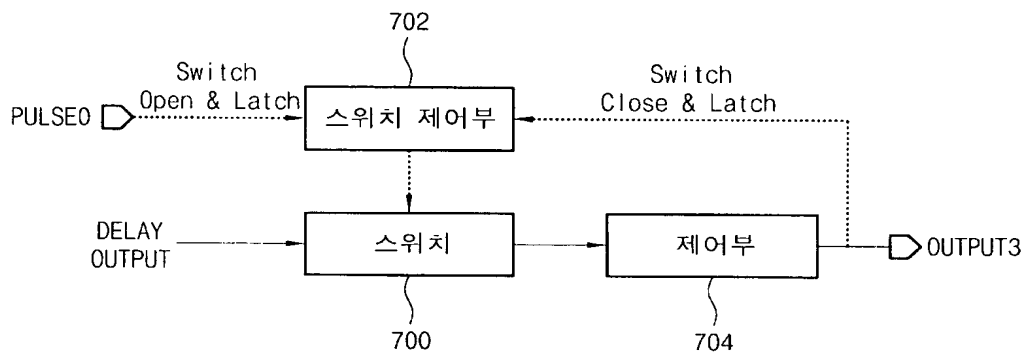 702
Switch
Open & Latch
Switch
Close & Latch
PULSE0
스위치 제어부
DELAY
OUTPUT
스위치
제어부
OUTPUT3
700
704